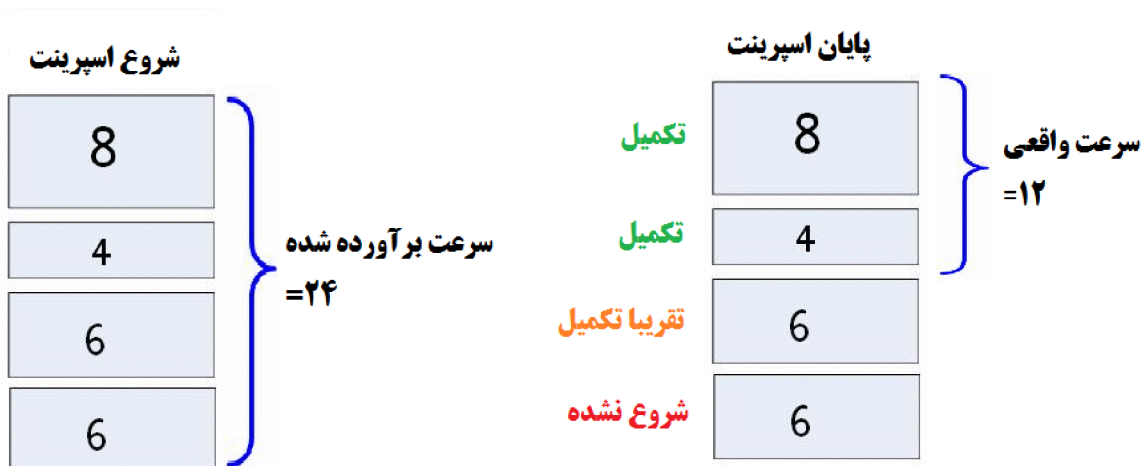 شروع اسپرینت
8
4
6
6
سرعت برآورده شده
=۲۴
پایان اسپرینت
تکمیل
8
تکمیل
4
تقریبا تکمیل
6
شروع نشده
6
سرعت واقعی
=۱۲